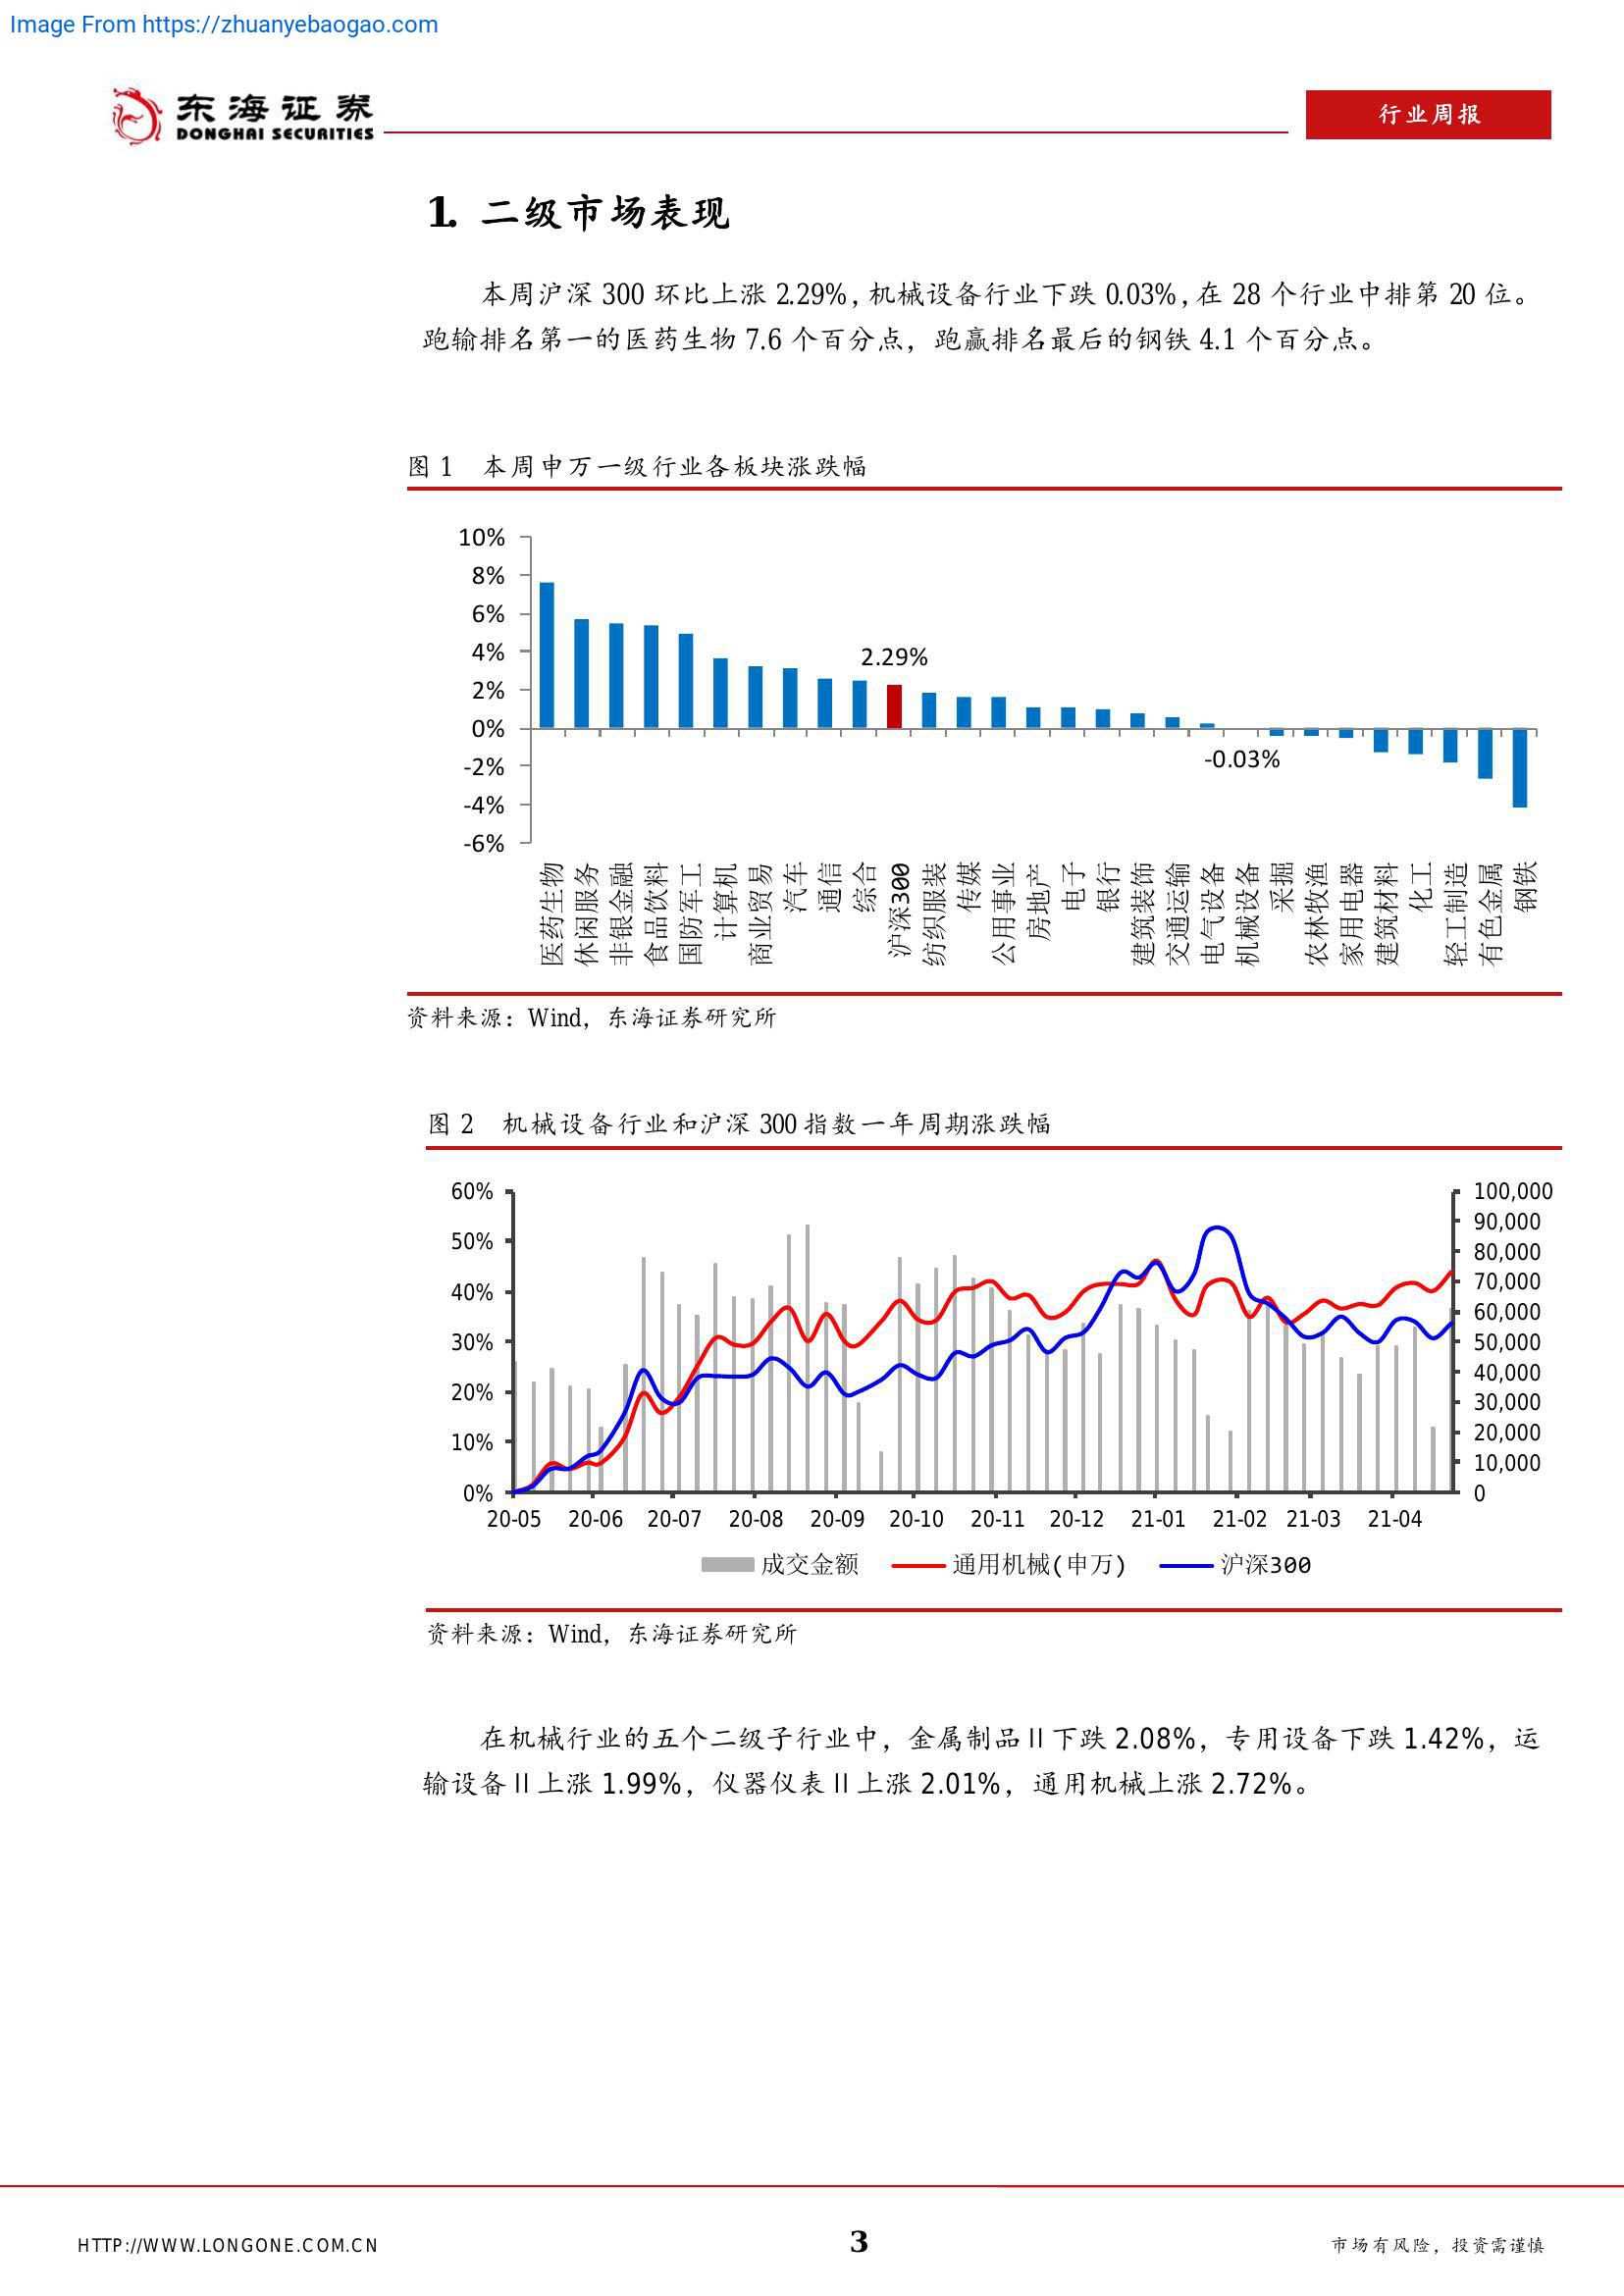 Image From https://zhuanyebaogao.com
东海证券
DONGHAI SECURITIES
行业周报
1. 二级市场表现
本周沪深 300 环比上涨 2.29%，机械设备行业下跌 0.03%，在 28 个行业中排第 20 位。
跑输排名第一的医药生物 7.6 个百分点，跑赢排名最后的钢铁 4.1 个百分点。
图 1 本周申万一级行业各板块涨跌幅
10%
8%
6%
4%
2%
0%
-2%
-4%
-6%
2.29%
-0.03%
医药生物
休闲服务
非银金融
食品饮料
国防军工
计算机
商业贸易
汽车
通信
综合
沪深300
纺织服装
传媒
公用事业
房地产
电子
银行
建筑装饰
交通运输
电气设备
机械设备
采掘
农林牧渔
家用电器
建筑材料
化工
轻工制造
有色金属
钢铁
资料来源：Wind，东海证券研究所
图 2 机械设备行业和沪深 300 指数一年周期涨跌幅
60%
50%
40%
30%
20%
10%
0%
100,000
90,000
80,000
70,000
60,000
50,000
40,000
30,000
20,000
10,000
0
20-05 20-06 20-07 20-08 20-09 20-10 20-11 20-12 21-01 21-02 21-03 21-04
成交金额 通用机械(申万) 沪深300
资料来源：Wind，东海证券研究所
在机械行业的五个二级子行业中，金属制品Ⅱ下跌 2.08%，专用设备下跌 1.42%，运
输设备Ⅱ上涨 1.99%，仪器仪表Ⅱ上涨 2.01%，通用机械上涨 2.72%。
HTTP://WWW.LONGONE.COM.CN
3
市场有风险，投资需谨慎